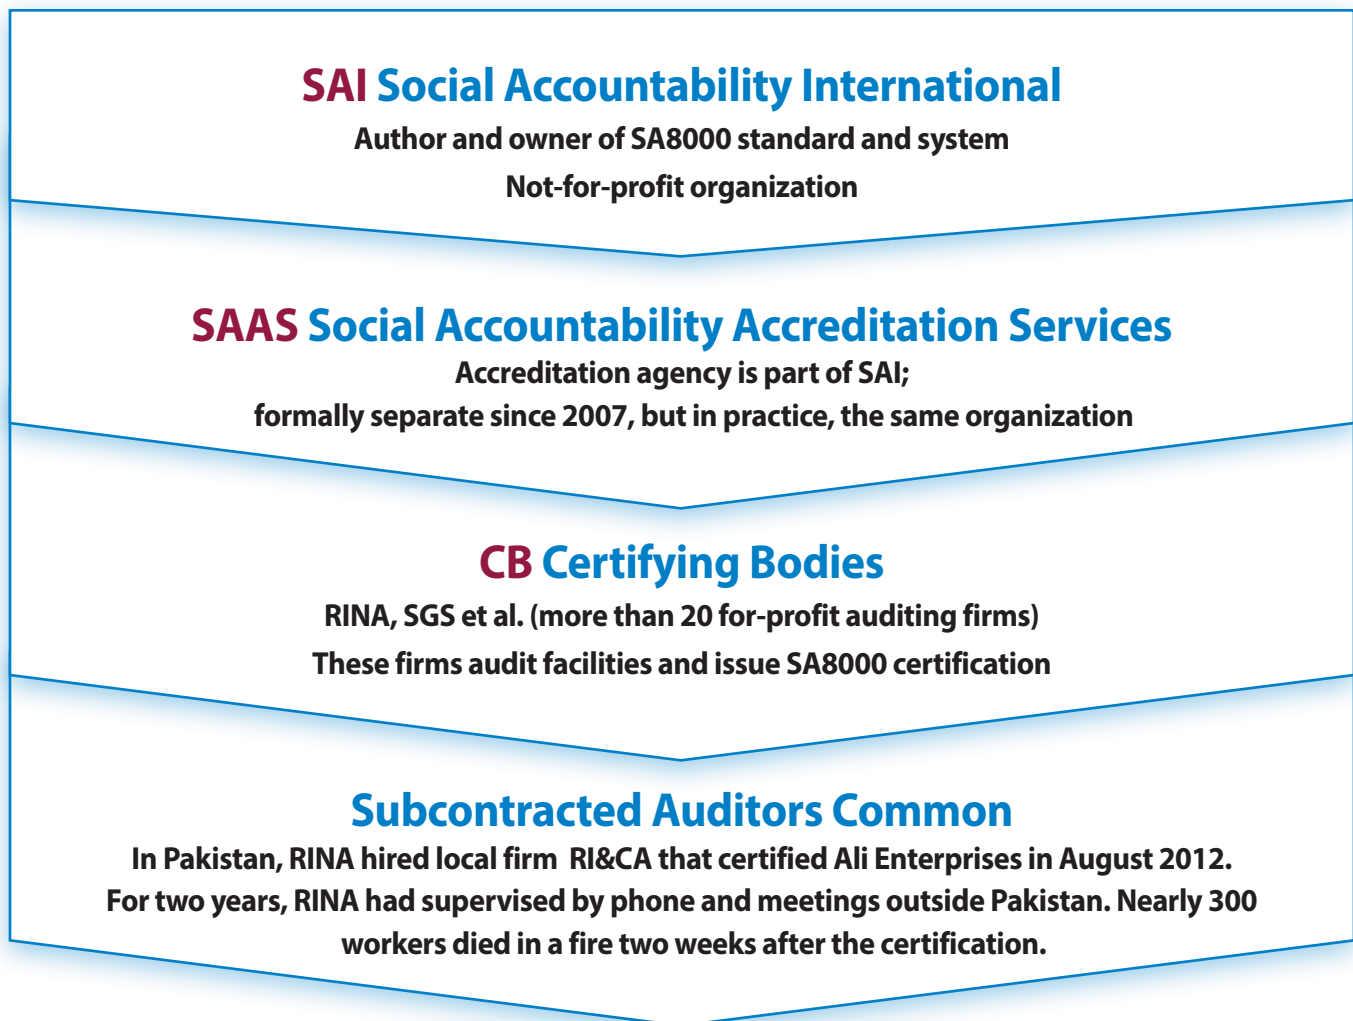 SAI Social Accountability International
Author and owner of SA8000 standard and system
Not-for-profit organization
SAAS Social Accountability Accreditation Services
Accreditation agency is part of SAI;
formally separate since 2007, but in practice, the same organization
CB Certifying Bodies
RINA, SGS et al. (more than 20 for-profit auditing firms)
These firms audit facilities and issue SA8000 certification
Subcontracted Auditors Common
In Pakistan, RINA hired local firm RI&CA that certified Ali Enterprises in August 2012.
For two years, RINA had supervised by phone and meetings outside Pakistan. Nearly 300
workers died in a fire two weeks after the certification.